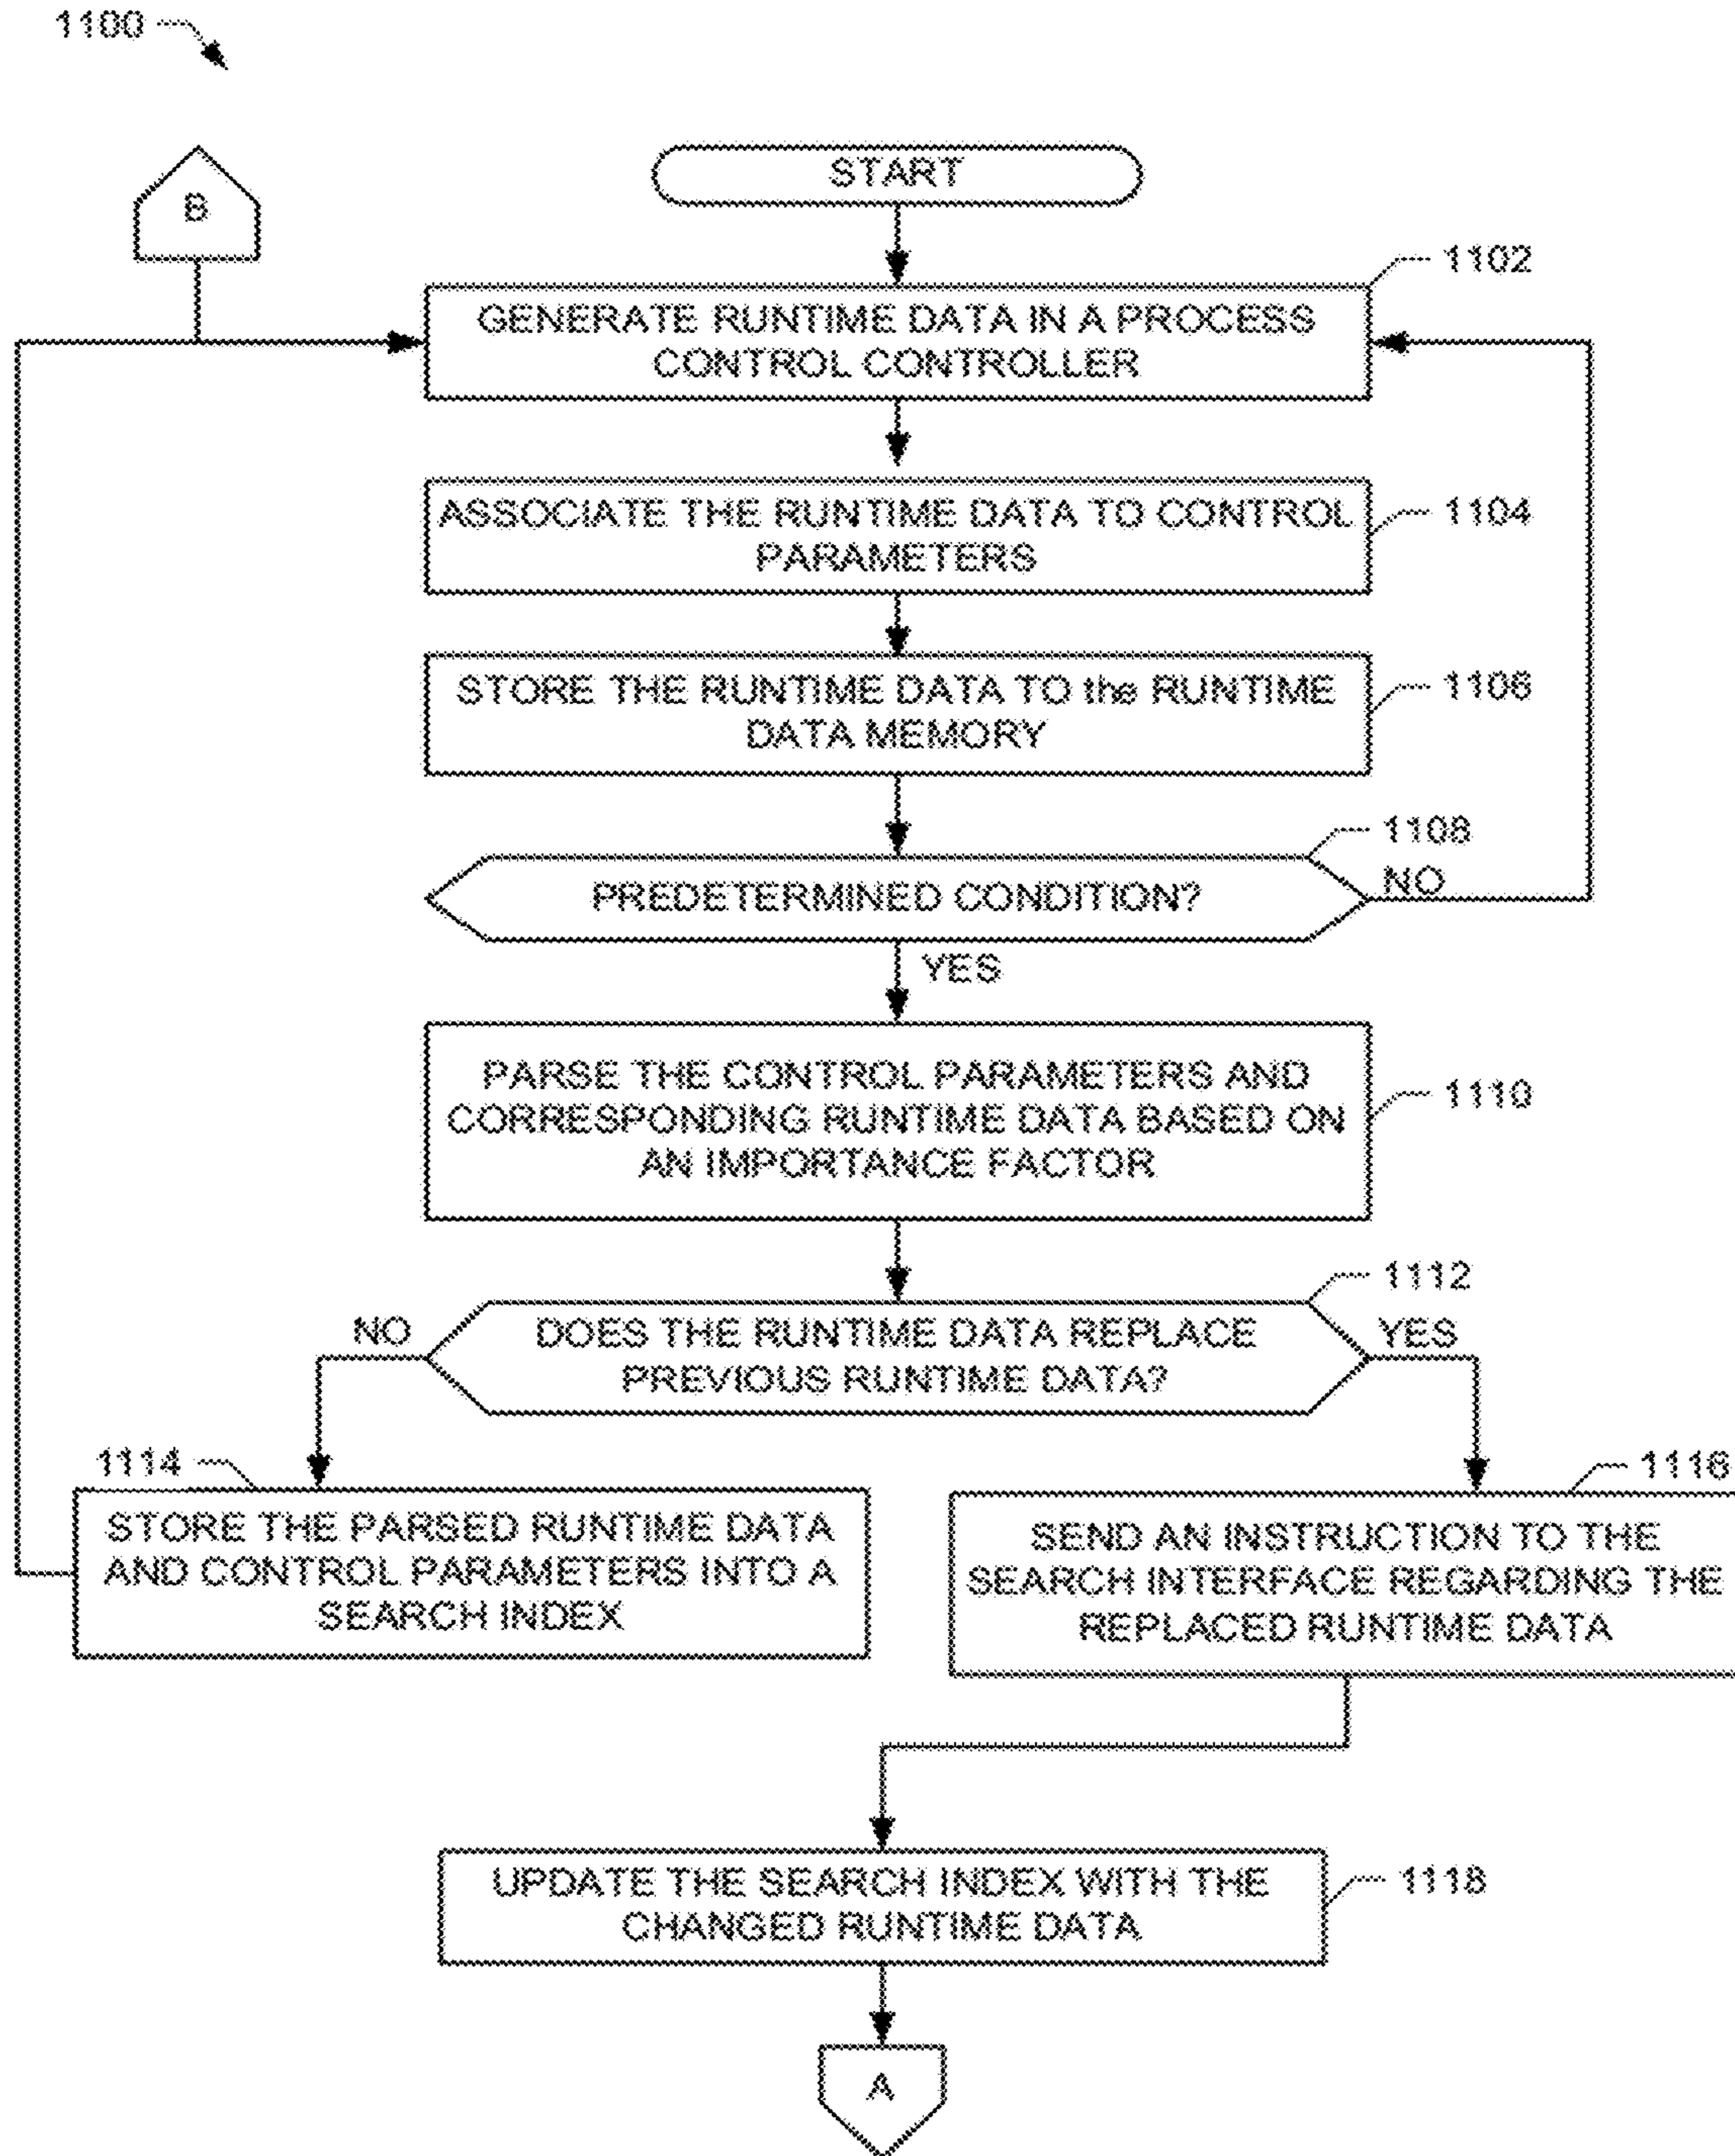 1100
B
START
1102
GENERATE RUNTIME DATA IN A PROCESS
CONTROL CONTROLLER
ASSOCIATE THE RUNTIME DATA TO CONTROL
PARAMETERS
1104
STORE THE RUNTIME DATA TO the RUNTIME
DATA MEMORY
1106
1108
PREDETERMINED CONDITION?
NO
YES
PARSE THE CONTROL PARAMETERS AND
CORRESPONDING RUNTIME DATA BASED ON
AN IMPORTANCE FACTOR
1110
1112
NO
DOES THE RUNTIME DATA REPLACE
PREVIOUS RUNTIME DATA?
YES
1114
STORE THE PARSED RUNTIME DATA
AND CONTROL PARAMETERS INTO A
SEARCH INDEX
1116
SEND AN INSTRUCTION TO THE
SEARCH INTERFACE REGARDING THE
REPLACED RUNTIME DATA
UPDATE THE SEARCH INDEX WITH THE
CHANGED RUNTIME DATA
1118
A